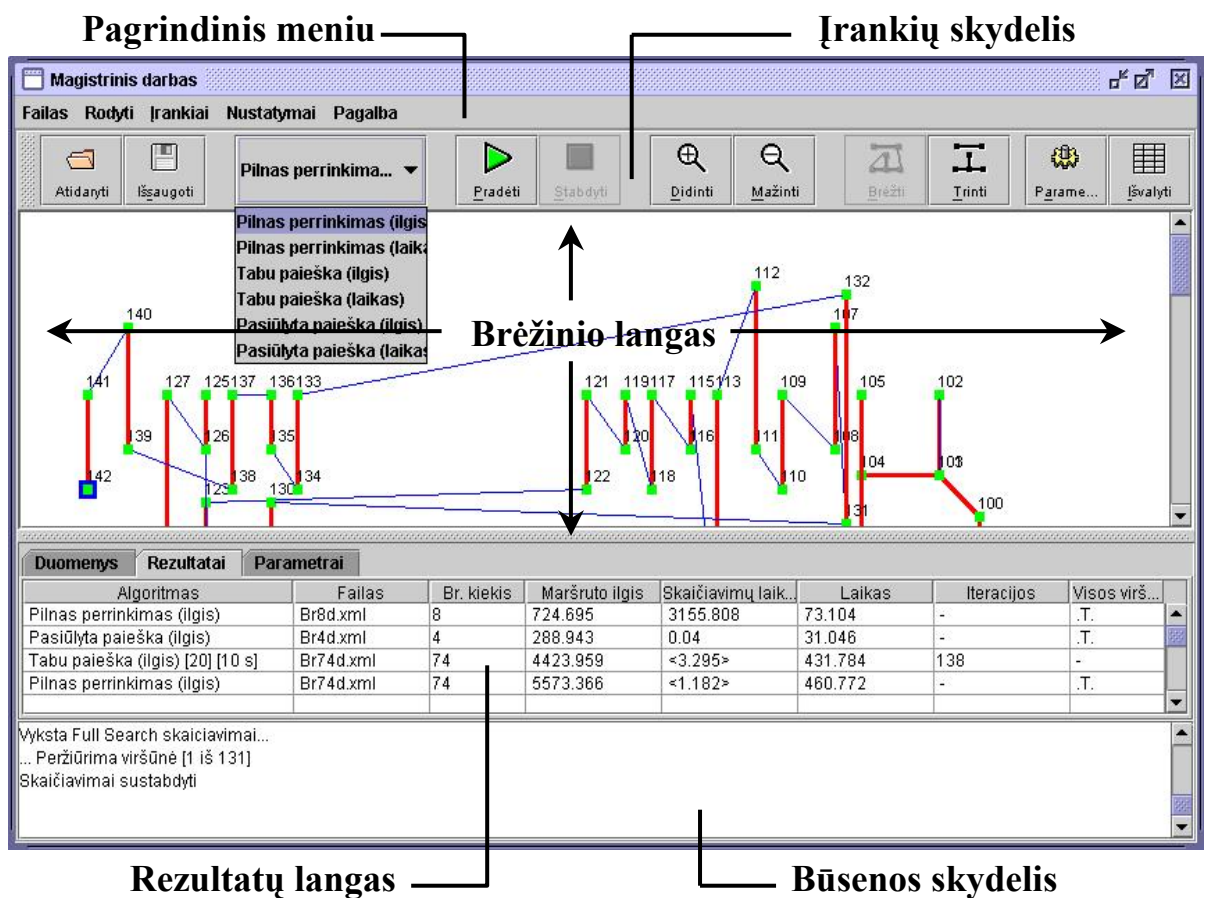 Pagrindinis meniu
Įrankių skydelis
Magistrinis darbas
Failas Rodyti Įrankiai Nustatymai Pagalba
Atidaryti Išsaugoti Pilnas perrinkima... Pradėti Stabdyti Didinti Mažinti Brėžti Trinti Parame... Išvalyti
Pilnas perrinkimas (ilgis
Pilnas perrinkimas (laika
Tabu paieška (ilgis)
Tabu paieška (laikas)
Pasiūlyta paieška (ilgis)
Pasiūlyta paieška (laikas
Brėžinio langas
112 132
140 107
141 127 125 137 136 133 121 119 117 115 113 109 105 102
139 126 135 120 116 111 108
142 138 134 122 118 110 104
123 130 131 100
Duomenys Rezultatai Parametrai
Algoritmas Failas Br. kiekis Maršruto ilgis Skaičiavimų laik... Laikas Iteracijos Visos virš...
Pilnas perrinkimas (ilgis) Br8d.xml 8 724.695 3155.808 73.104 - .T.
Pasiūlyta paieška (ilgis) Br4d.xml 4 288.943 0.04 31.046 - .T.
Tabu paieška (ilgis) [20] [10 s] Br74d.xml 74 4423.959 <3.295> 431.784 138 -
Pilnas perrinkimas (ilgis) Br74d.xml 74 5573.366 <1.182> 460.772 - .T.
Vyksta Full Search skaiciavimai...
... Peržiūrima viršūnė [1 iš 131]
Skaičiavimai sustabdyti
Rezultatų langas
Būsenos skydelis